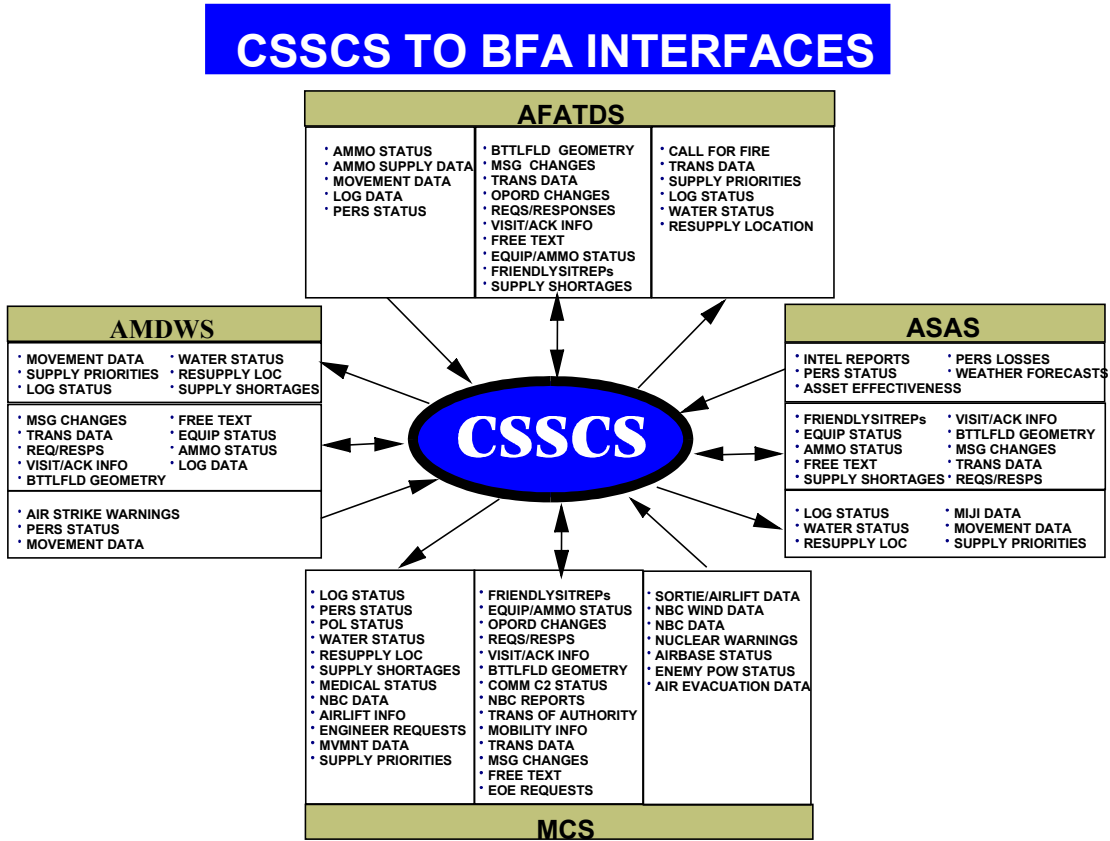 CSSCS TO BFA INTERFACES
AFATDS
· AMMO STATUS
· AMMO SUPPLY DATA
· MOVEMENT DATA
· LOG DATA
· PERS STATUS
· BTTLFLD GEOMETRY
· MSG CHANGES
· TRANS DATA
· OPORD CHANGES
· REQS/RESPONSES
· VISIT/ACK INFO
· FREE TEXT
· EQUIP/AMMO STATUS
· FRIENDLYSITREPs
· SUPPLY SHORTAGES
· CALL FOR FIRE
· TRANS DATA
· SUPPLY PRIORITIES
· LOG STATUS
· WATER STATUS
· RESUPPLY LOCATION
AMDWS
· MOVEMENT DATA
· SUPPLY PRIORITIES
· LOG STATUS
· WATER STATUS
· RESUPPLY LOC
· SUPPLY SHORTAGES
· MSG CHANGES
· TRANS DATA
· REQ/RESPS
· VISIT/ACK INFO
· BTTLFLD GEOMETRY
· FREE TEXT
· EQUIP STATUS
· AMMO STATUS
· LOG DATA
· AIR STRIKE WARNINGS
· PERS STATUS
· MOVEMENT DATA
CSSCS
ASAS
· INTEL REPORTS
· PERS STATUS
· ASSET EFFECTIVENESS
· PERS LOSSES
· WEATHER FORECASTS
· FRIENDLYSITREPs
· EQUIP STATUS
· AMMO STATUS
· FREE TEXT
· SUPPLY SHORTAGES
· VISIT/ACK INFO
· BTTLFLD GEOMETRY
· MSG CHANGES
· TRANS DATA
· REQS/RESPS
· LOG STATUS
· WATER STATUS
· RESUPPLY LOC
· MIJI DATA
· MOVEMENT DATA
· SUPPLY PRIORITIES
· LOG STATUS
· PERS STATUS
· POL STATUS
· WATER STATUS
· RESUPPLY LOC
· SUPPLY SHORTAGES
· MEDICAL STATUS
· NBC DATA
· AIRLIFT INFO
· ENGINEER REQUESTS
· MVMNT DATA
· SUPPLY PRIORITIES
· FRIENDLYSITREPs
· EQUIP/AMMO STATUS
· OPORD CHANGES
· REQS/RESPS
· VISIT/ACK INFO
· BTTLFLD GEOMETRY
· COMM C2 STATUS
· NBC REPORTS
· TRANS OF AUTHORITY
· MOBILITY INFO
· TRANS DATA
· MSG CHANGES
· FREE TEXT
· EOE REQUESTS
· SORTIE/AIRLIFT DATA
· NBC WIND DATA
· NBC DATA
· NUCLEAR WARNINGS
· AIRBASE STATUS
· ENEMY POW STATUS
· AIR EVACUATION DATA
MCS